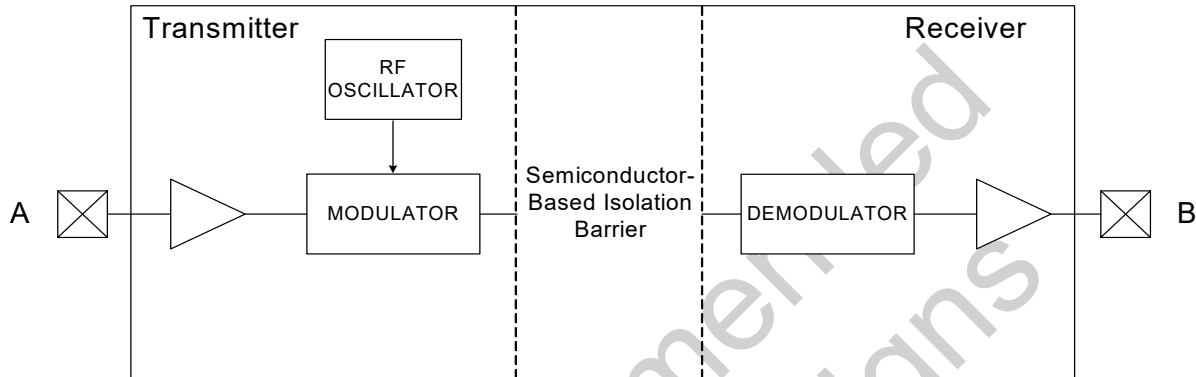 Transmitter
Receiver
RF
OSCILLATOR
Semiconductor-
Based Isolation
Barrier
A
MODULATOR
DEMODULATOR
B